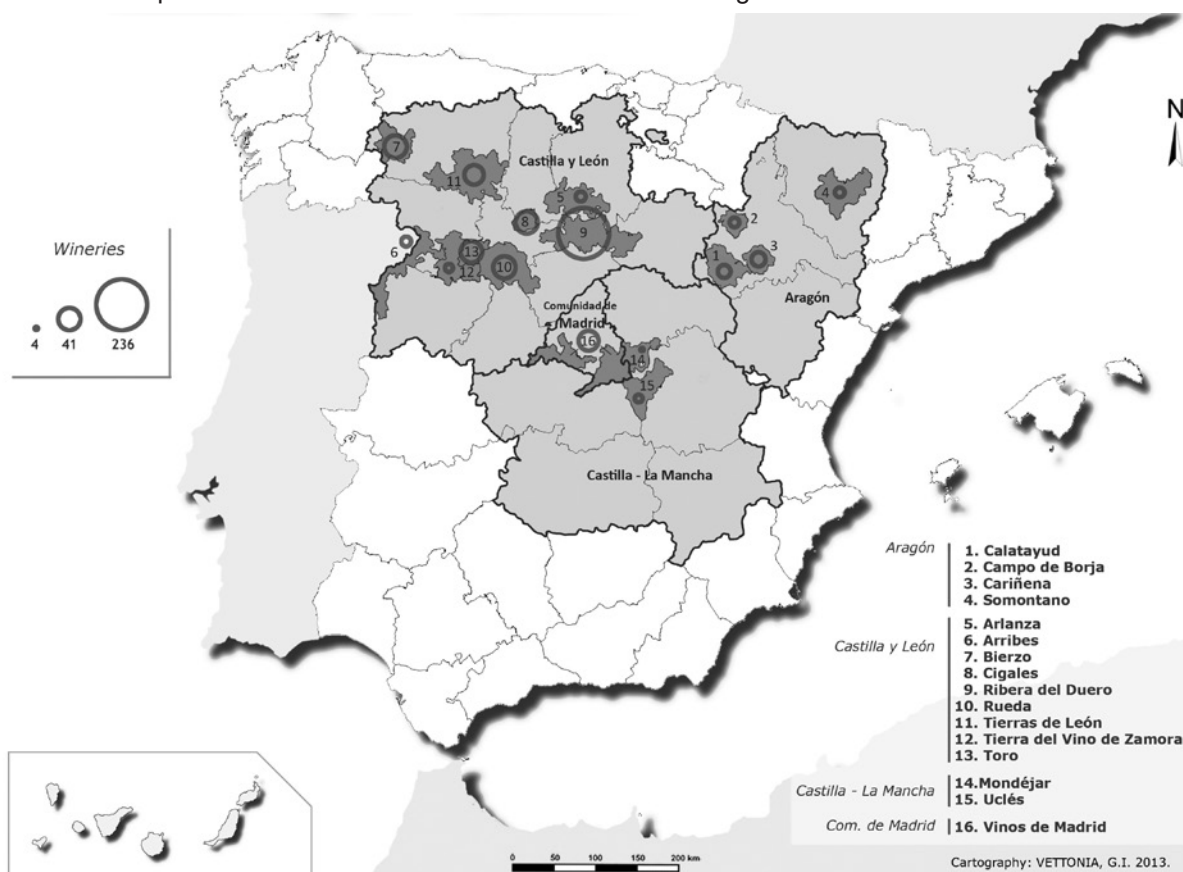 N
Castilla y León
7
11
5
4
8
2
9
6
13
3
12
10
1
Aragón
Comunidad de
Madrid
16
14
15
Castilla - La Mancha
Wineries
4 41 236
Aragón
1. Calatayud
2. Campo de Borja
3. Cariñena
4. Somontano
Castilla y León
5. Arlanza
6. Arribes
7. Bierzo
8. Cigales
9. Ribera del Duero
10. Rueda
11. Tierras de León
12. Tierra del Vino de Zamora
13. Toro
Castilla - La Mancha
14.Mondéjar
15. Uclés
Com. de Madrid
16. Vinos de Madrid
0 50 100 150 200 km
Cartography: VETTONIA, G.I. 2013.